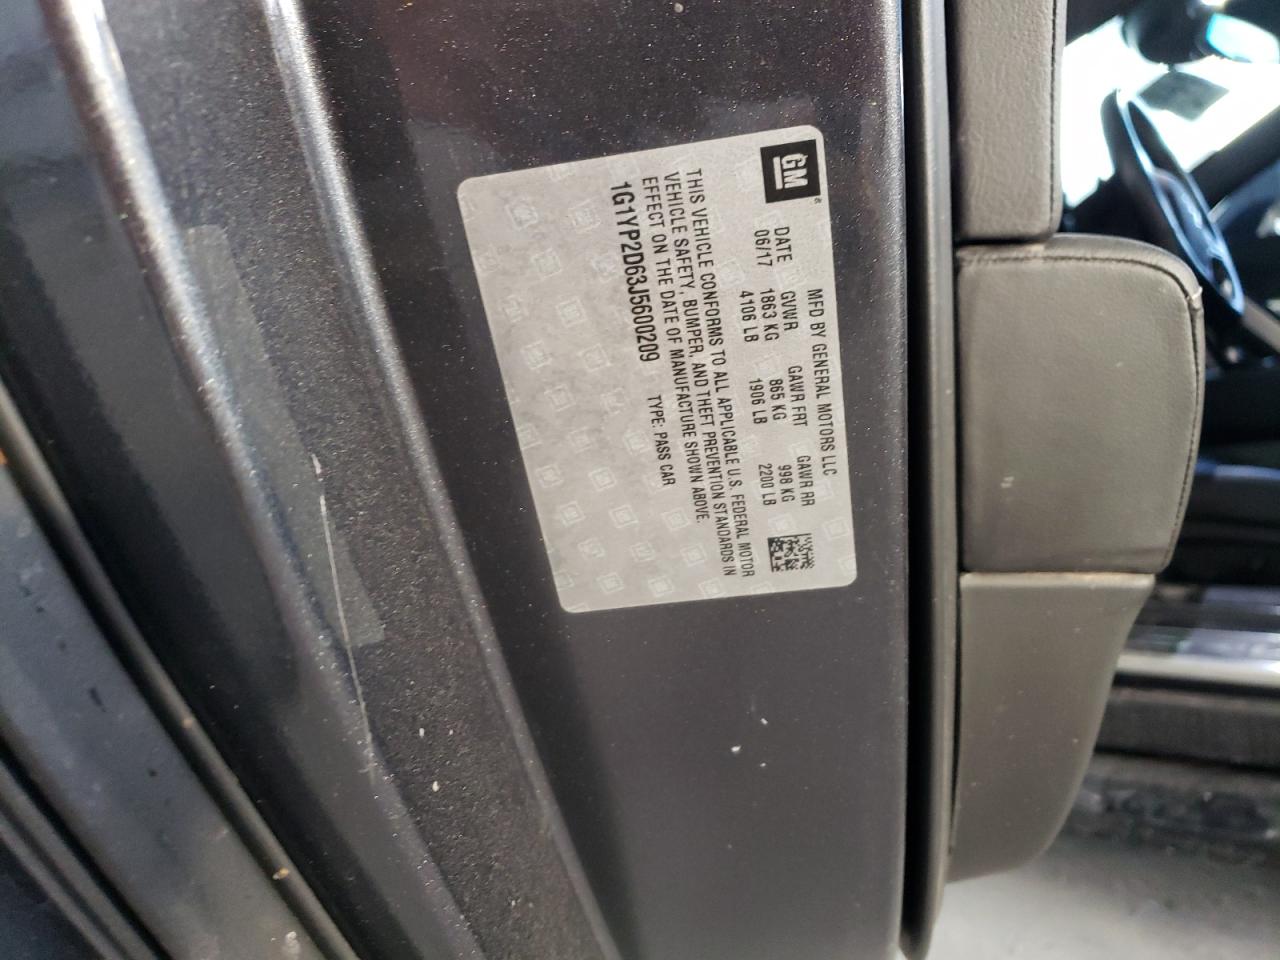 GM
MFD BY GENERAL MOTORS LLC
DATE GVWR GAWR FRT GAWR RR
06/17 1863 KG 865 KG 998 KG
4106 LB 1906 LB 2200 LB
THIS VEHICLE CONFORMS TO ALL APPLICABLE U.S. FEDERAL MOTOR
VEHICLE SAFETY, BUMPER, AND THEFT PREVENTION STANDARDS IN
EFFECT ON THE DATE OF MANUFACTURE SHOWN ABOVE.
1G1YP2D63J5600209 TYPE: PASS CAR